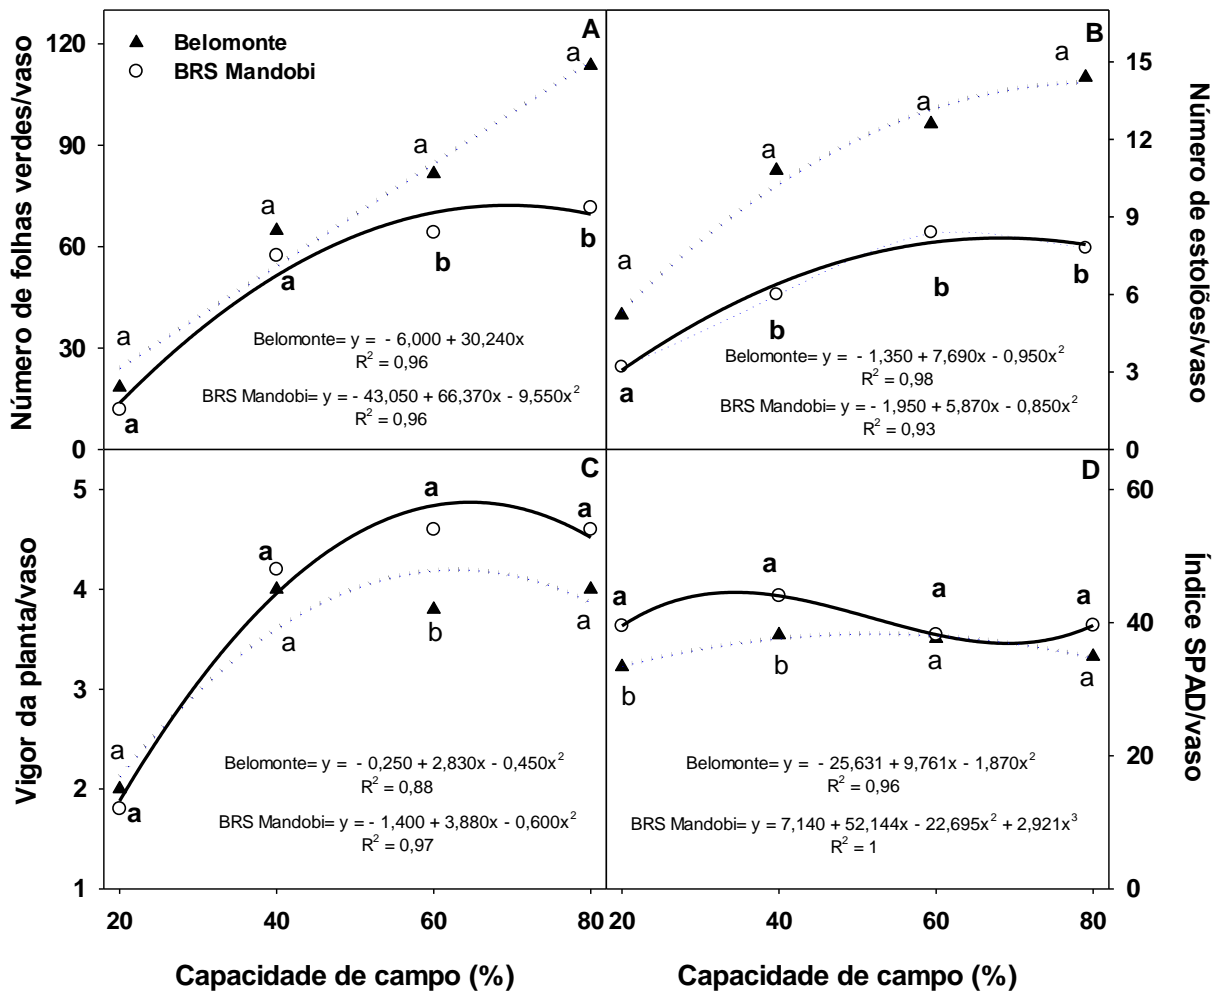 A
Belomonte
BRS Mandobi
Número de folhas verdes/vaso
120
90
60
30
0
a
a
a
a
a
a
b
b
Belomonte= y = - 6,000 + 30,240x
R² = 0,96
BRS Mandobi= y = - 43,050 + 66,370x - 9,550x²
R² = 0,96
B
Número de estolões/vaso
15
12
9
6
3
0
a
a
a
a
a
b
b
b
Belomonte= y = - 1,350 + 7,690x - 0,950x²
R² = 0,98
BRS Mandobi= y = - 1,950 + 5,870x - 0,850x²
R² = 0,93
C
Vigor da planta/vaso
5
4
3
2
1
a
a
a
a
a
a
b
a
Belomonte= y = - 0,250 + 2,830x - 0,450x²
R² = 0,88
BRS Mandobi= y = - 1,400 + 3,880x - 0,600x²
R² = 0,97
20
40
60
80
Capacidade de campo (%)
D
Índice SPAD/vaso
60
40
20
0
a
a
a
a
b
b
a
a
Belomonte= y = - 25,631 + 9,761x - 1,870x²
R² = 0,96
BRS Mandobi= y = 7,140 + 52,144x - 22,695x² + 2,921x³
R² = 1
20
40
60
80
Capacidade de campo (%)